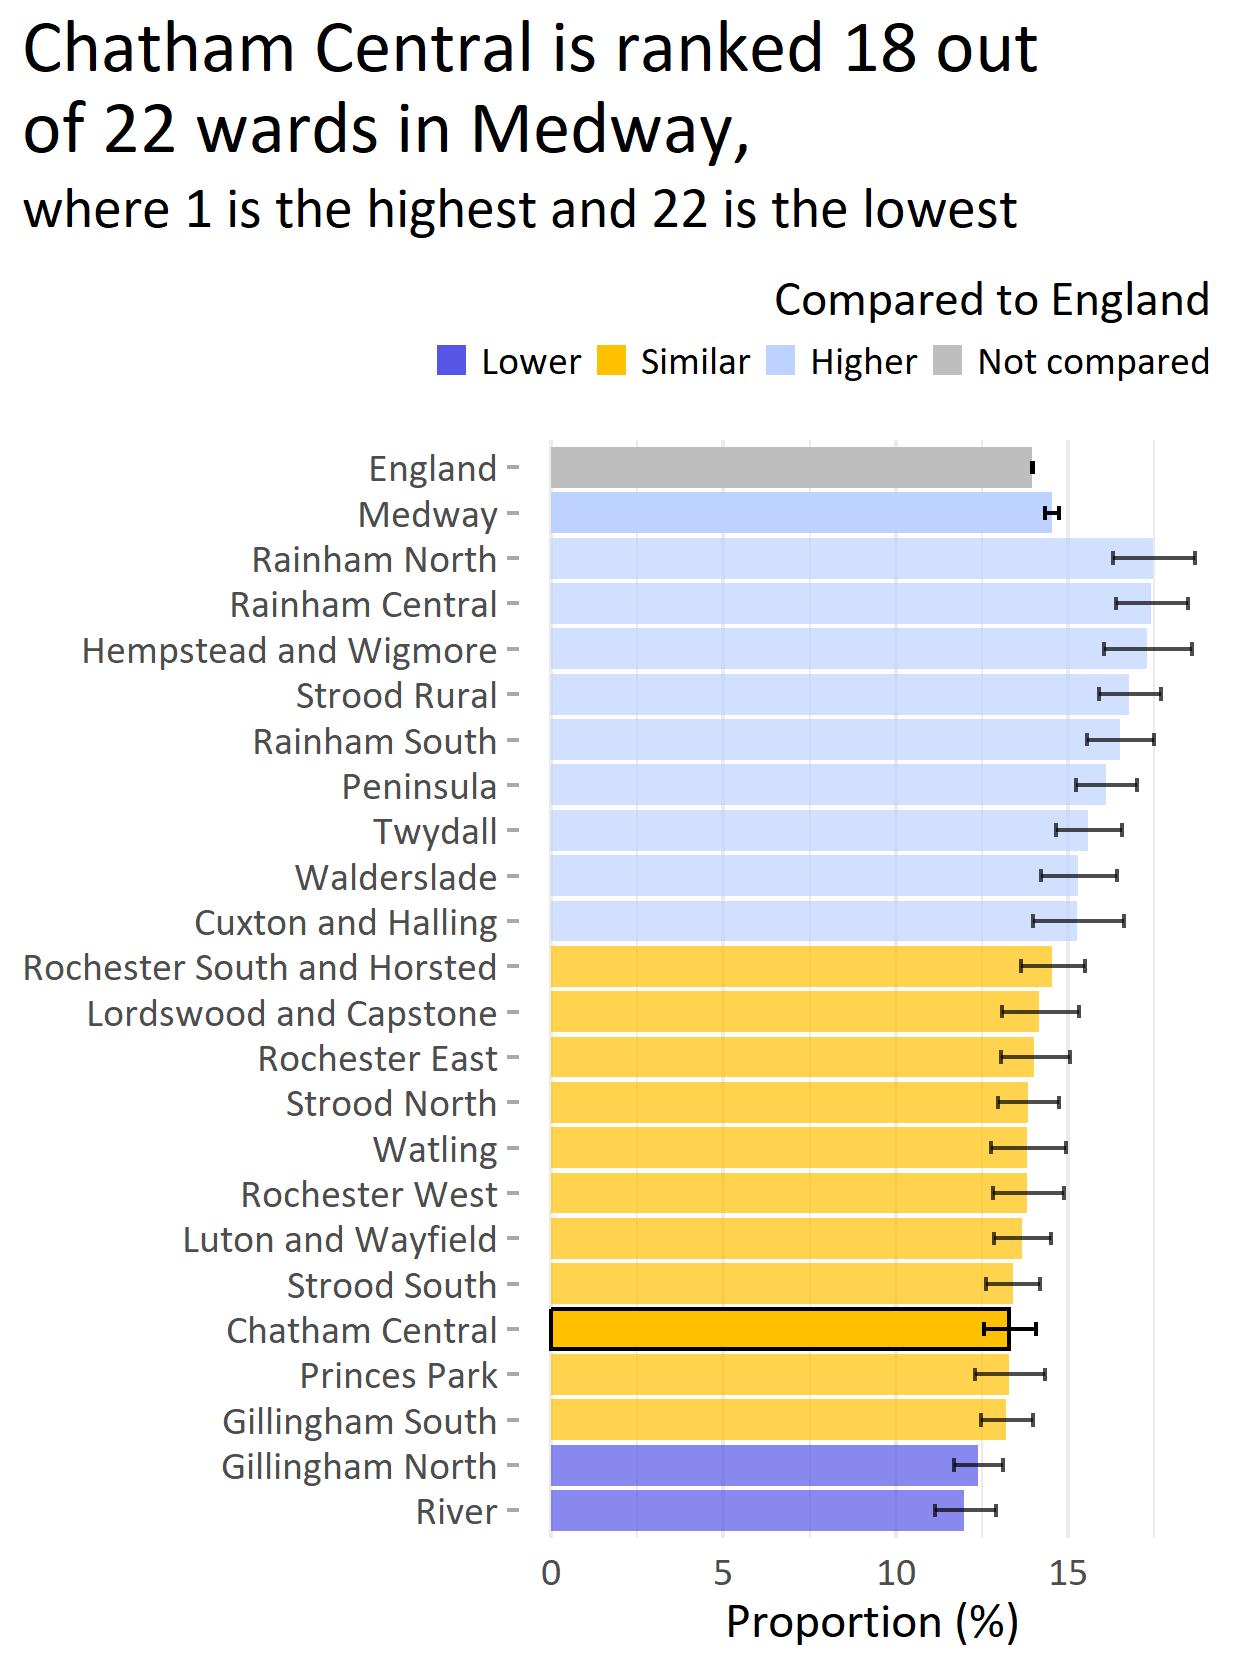 Chatham Central is ranked 18 out
of 22 wards in Medway,
where 1 is the highest and 22 is the lowest
Compared to England
Lower Similar Higher Not compared
England
Medway
Rainham North
Rainham Central
Hempstead and Wigmore
Strood Rural
Rainham South
Peninsula
Twydall
Walderslade
Cuxton and Halling
Rochester South and Horsted
Lordswood and Capstone
Rochester East
Strood North
Watling
Rochester West
Luton and Wayfield
Strood South
Chatham Central
Princes Park
Gillingham South
Gillingham North
River
0 5 10 15
Proportion (%)